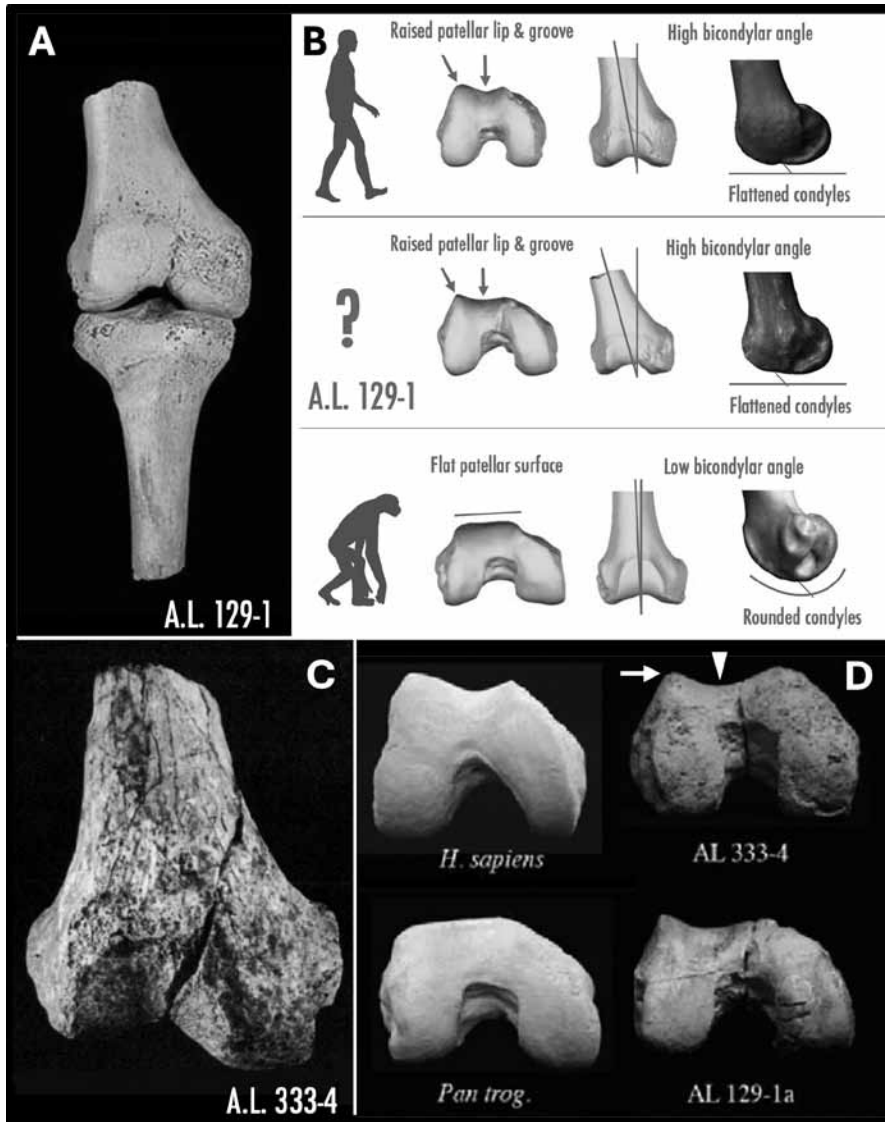 A
A.L. 129-1
B
Raised patellar lip & groove
High bicondylar angle
Flattened condyles
Raised patellar lip & groove
High bicondylar angle
?
A.L. 129-1
Flattened condyles
Flat patellar surface
Low bicondylar angle
Rounded condyles
C
A.L. 333-4
D
H. sapiens
AL 333-4
Pan trog.
AL 129-1a